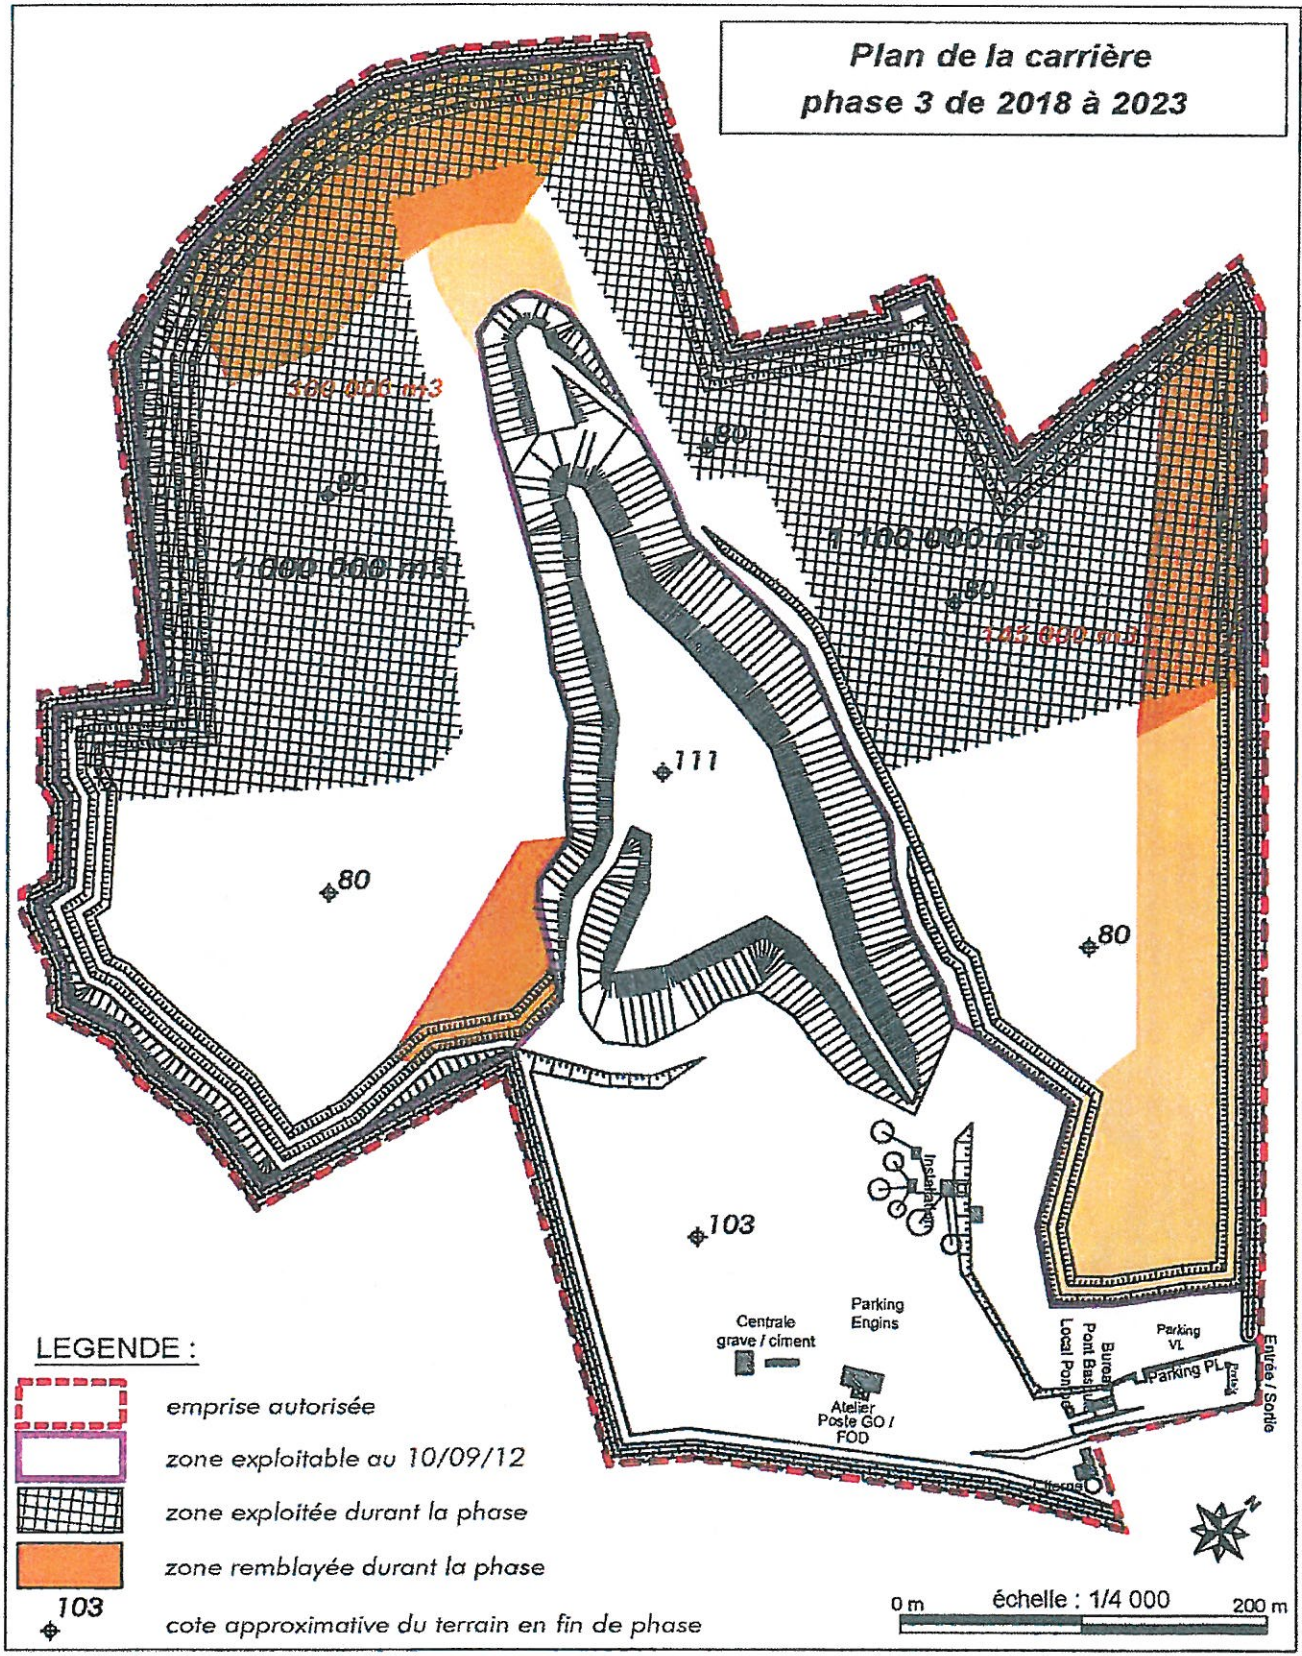 Plan de la carrière
phase 3 de 2018 à 2023
300 000 m3
80
80
1 000 000 m3
1 100 000 m3
80
145 000 m3
111
80
80
Installation
103
Parking
Engins
Centrale
grave / ciment
Atelier
Poste GO /
FOD
Parking
VL
Parking PL
Pont Bascule
Entrée / Sortie
Citerne
LEGENDE :
emprise autorisée
zone exploitable au 10/09/12
zone exploitée durant la phase
zone remblayée durant la phase
103
cote approximative du terrain en fin de phase
N
échelle : 1/4 000
0 m
200 m